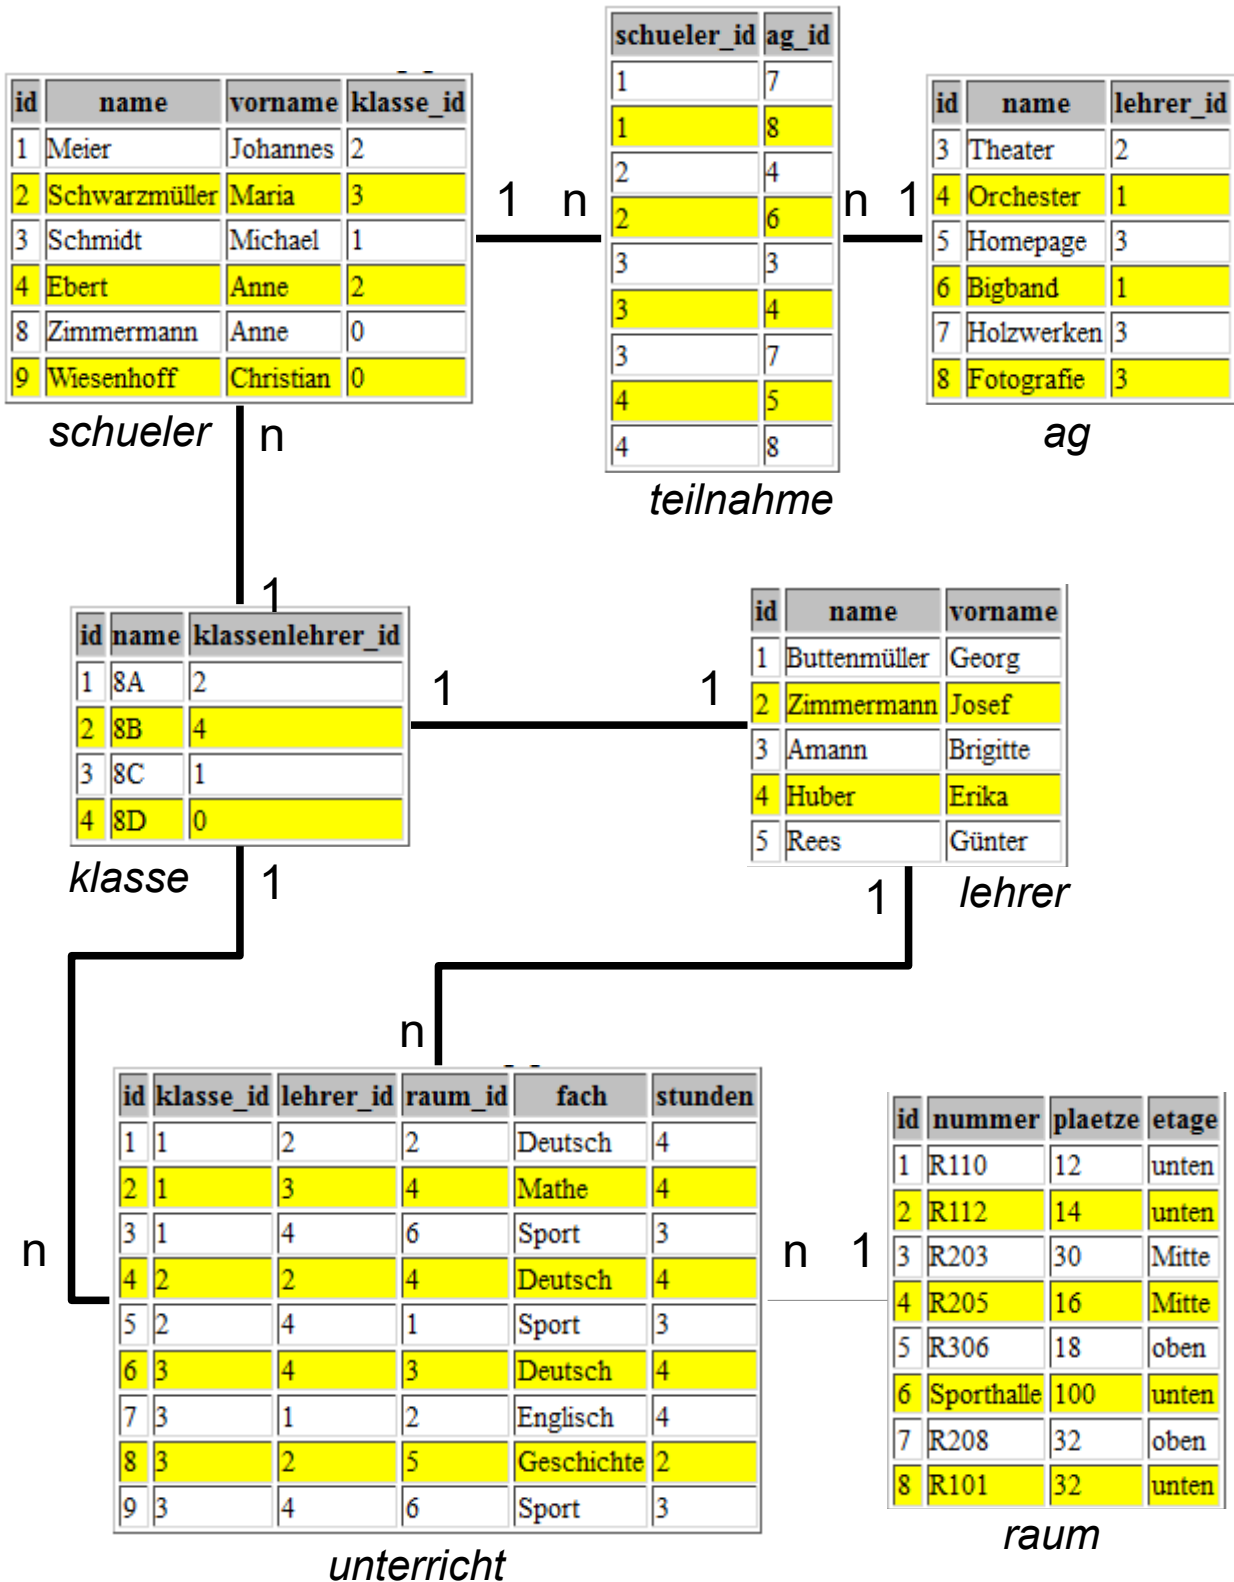 schueler_id ag_id
1 7
1 8
2 4
2 6
3 3
3 4
3 7
4 5
4 8
teilnahme
id name vorname klasse_id
1 Meier Johannes 2
2 Schwarzmüller Maria 3
3 Schmidt Michael 1
4 Ebert Anne 2
8 Zimmermann Anne 0
9 Wiesenhoff Christian 0
schueler
1 n
n 1
id name lehrer_id
3 Theater 2
4 Orchester 1
5 Homepage 3
6 Bigband 1
7 Holzwerken 3
8 Fotografie 3
ag
n
1
id name klassenlehrer_id
1 8A 2
2 8B 4
3 8C 1
4 8D 0
klasse
1 1
id name vorname
1 Buttenmüller Georg
2 Zimmermann Josef
3 Amann Brigitte
4 Huber Erika
5 Rees Günter
lehrer
1
1
n
n
id klasse_id lehrer_id raum_id fach stunden
1 1 2 2 Deutsch 4
2 1 3 4 Mathe 4
3 1 4 6 Sport 3
4 2 2 4 Deutsch 4
5 2 4 1 Sport 3
6 3 4 3 Deutsch 4
7 3 1 2 Englisch 4
8 3 2 5 Geschichte 2
9 3 4 6 Sport 3
unterricht
n 1
id nummer plaetze etage
1 R110 12 unten
2 R112 14 unten
3 R203 30 Mitte
4 R205 16 Mitte
5 R306 18 oben
6 Sporthalle 100 unten
7 R208 32 oben
8 R101 32 unten
raum